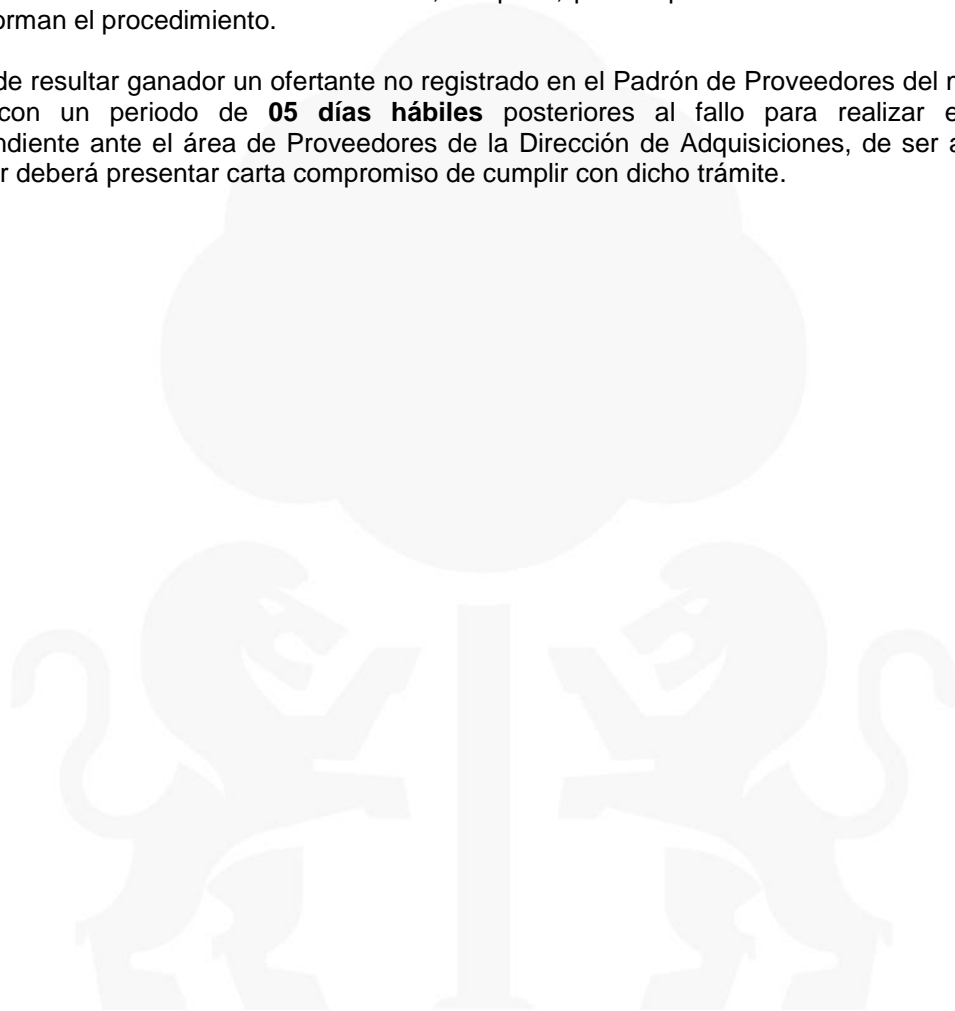 orman el procedimiento.
de resultar ganador un ofertante no registrado en el Padrón de Proveedores del
con un periodo de 05 días hábiles posteriores al fallo para realizar e
ndiente ante el área de Proveedores de la Dirección de Adquisiciones, de ser a
r deberá presentar carta compromiso de cumplir con dicho trámite.